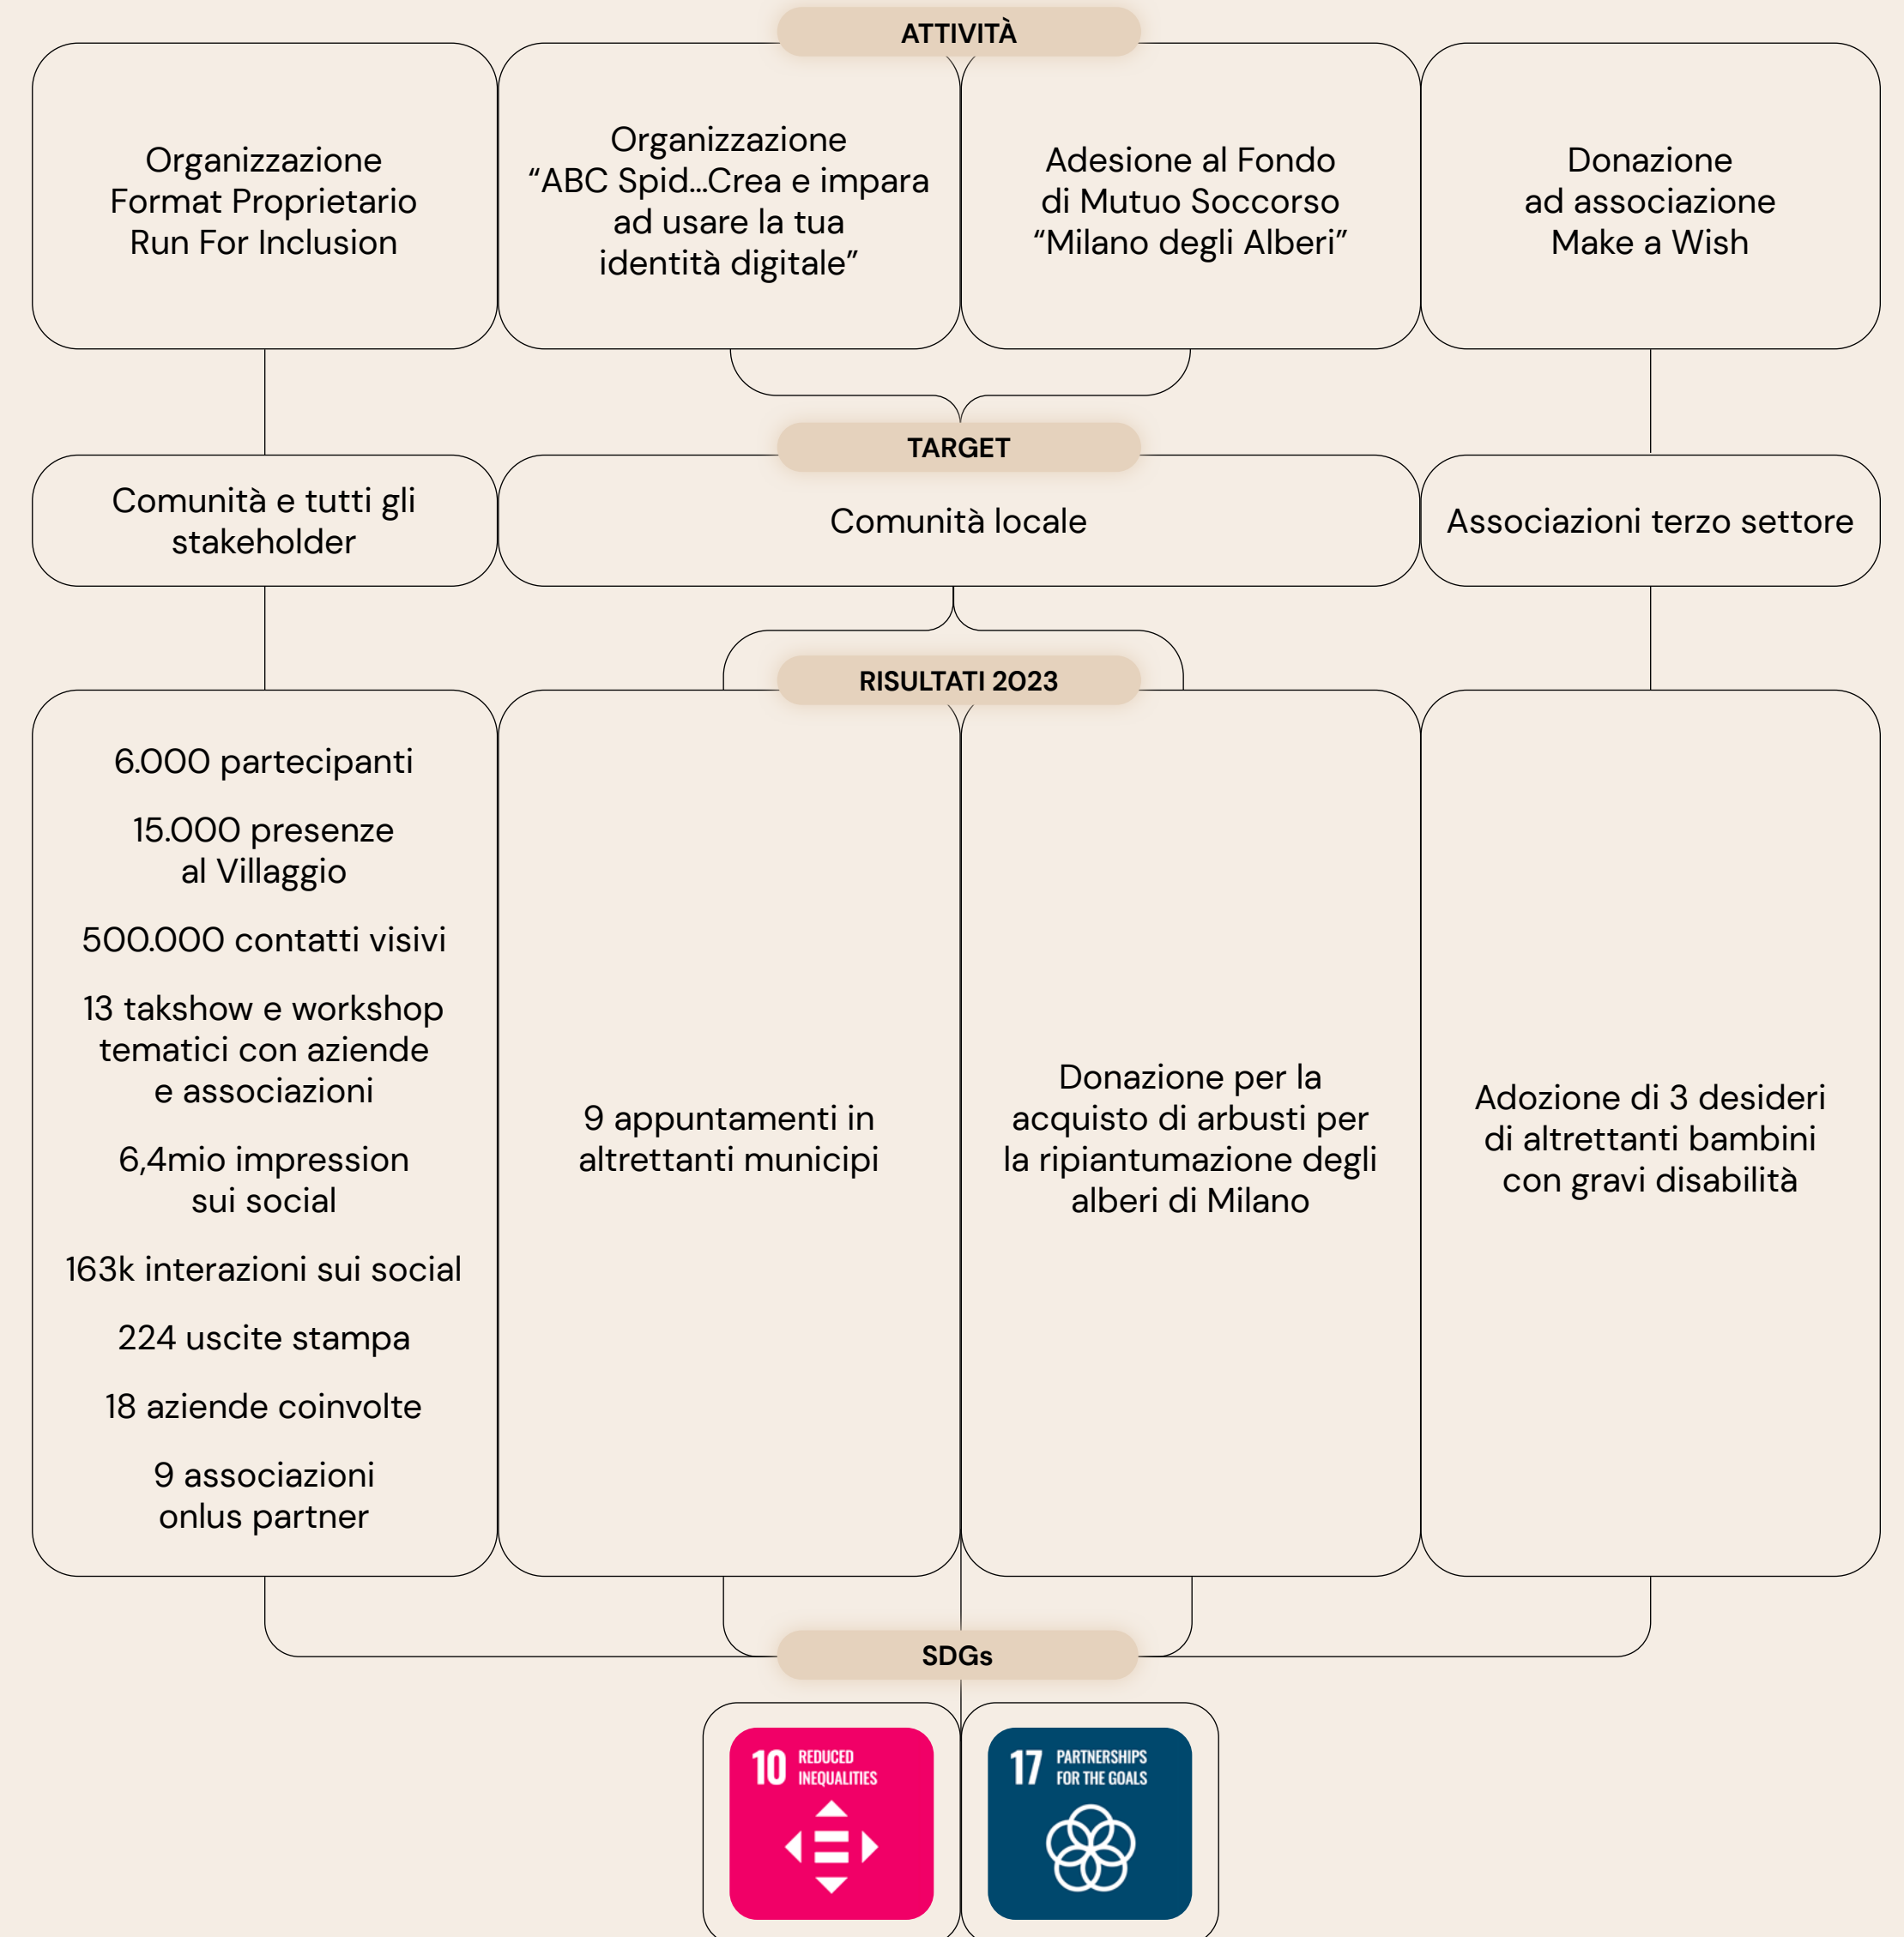 ATTIVITÀ
Organizzazione
Format Proprietario
Run For Inclusion
Organizzazione
“ABC Spid...Crea e impara
ad usare la tua
identità digitale”
Adesione al Fondo
di Mutuo Soccorso
“Milano degli Alberi”
Donazione
ad associazione
Make a Wish
TARGET
Comunità e tutti gli
stakeholder
Comunità locale
Associazioni terzo settore
RISULTATI 2023
6.000 partecipanti
15.000 presenze
al Villaggio
500.000 contatti visivi
13 takshow e workshop
tematici con aziende
e associazioni
6,4mio impression
sui social
163k interazioni sui social
224 uscite stampa
18 aziende coinvolte
9 associazioni
onlus partner
9 appuntamenti in
altrettanti municipi
Donazione per la
acquisto di arbusti per
la ripiantumazione degli
alberi di Milano
Adozione di 3 desideri
di altrettanti bambini
con gravi disabilità
SDGs
10 REDUCED
INEQUALITIES
17 PARTNERSHIPS
FOR THE GOALS